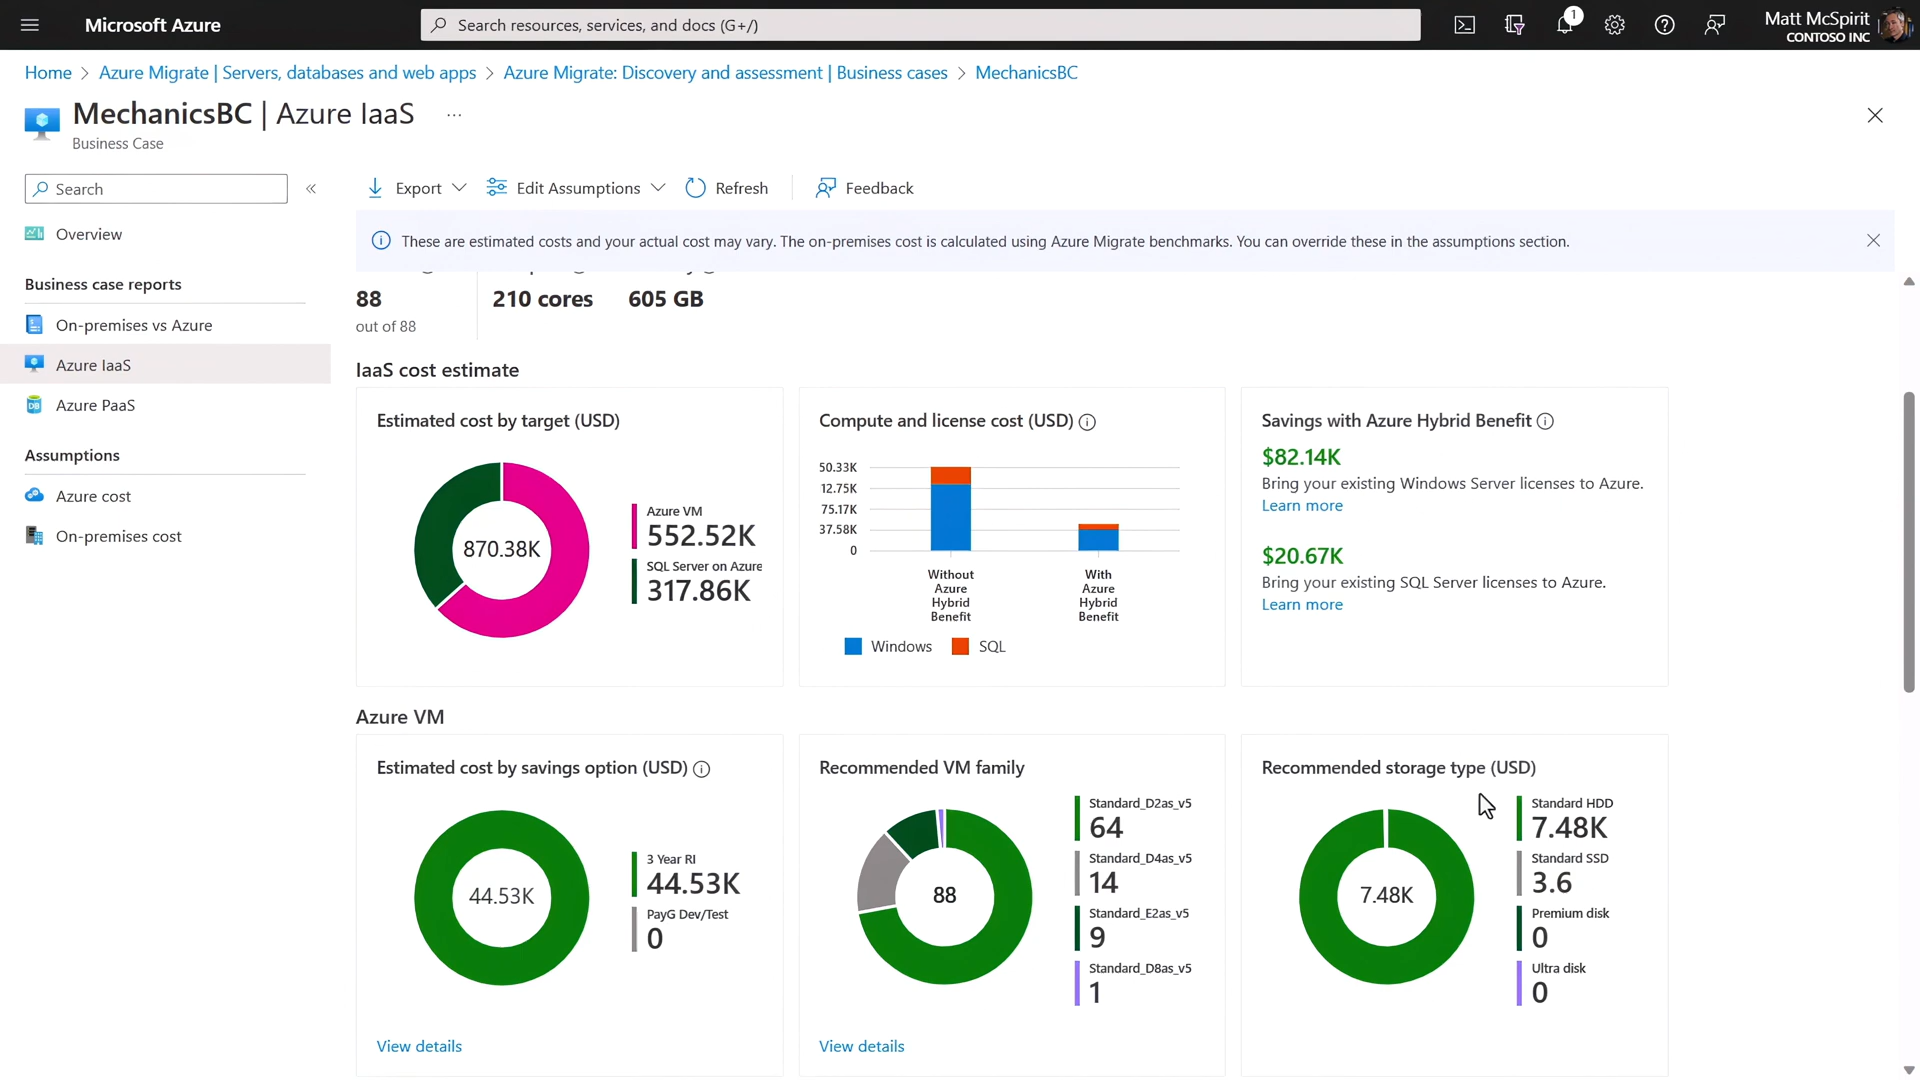 Microsoft Azure
Search resources, services, and docs (G+/)
1
Matt McSpirit
CONTOSO INC
Home > Azure Migrate | Servers, databases and web apps > Azure Migrate: Discovery and assessment | Business cases > MechanicsBC
MechanicsBC | Azure IaaS ...
Business Case
Search
Overview
Business case reports
On-premises vs Azure
Azure IaaS
Azure PaaS
Assumptions
Azure cost
On-premises cost
Export
Edit Assumptions
Refresh
Feedback
These are estimated costs and your actual cost may vary. The on-premises cost is calculated using Azure Migrate benchmarks. You can override these in the assumptions section.
88
out of 88
210 cores
605 GB
IaaS cost estimate
Estimated cost by target (USD)
870.38K
Azure VM
552.52K
SQL Server on Azure
317.86K
Compute and license cost (USD)
50.33K
12.75K
75.17K
37.58K
0
Without
Azure
Hybrid
Benefit
With
Azure
Hybrid
Benefit
Windows
SQL
Savings with Azure Hybrid Benefit
$82.14K
Bring your existing Windows Server licenses to Azure.
Learn more
$20.67K
Bring your existing SQL Server licenses to Azure.
Learn more
Azure VM
Estimated cost by savings option (USD)
44.53K
3 Year RI
44.53K
PayG Dev/Test
0
View details
Recommended VM family
88
Standard_D2as_v5
64
Standard_D4as_v5
14
Standard_E2as_v5
9
Standard_D8as_v5
1
View details
Recommended storage type (USD)
7.48K
Standard HDD
7.48K
Standard SSD
3.6
Premium disk
0
Ultra disk
0